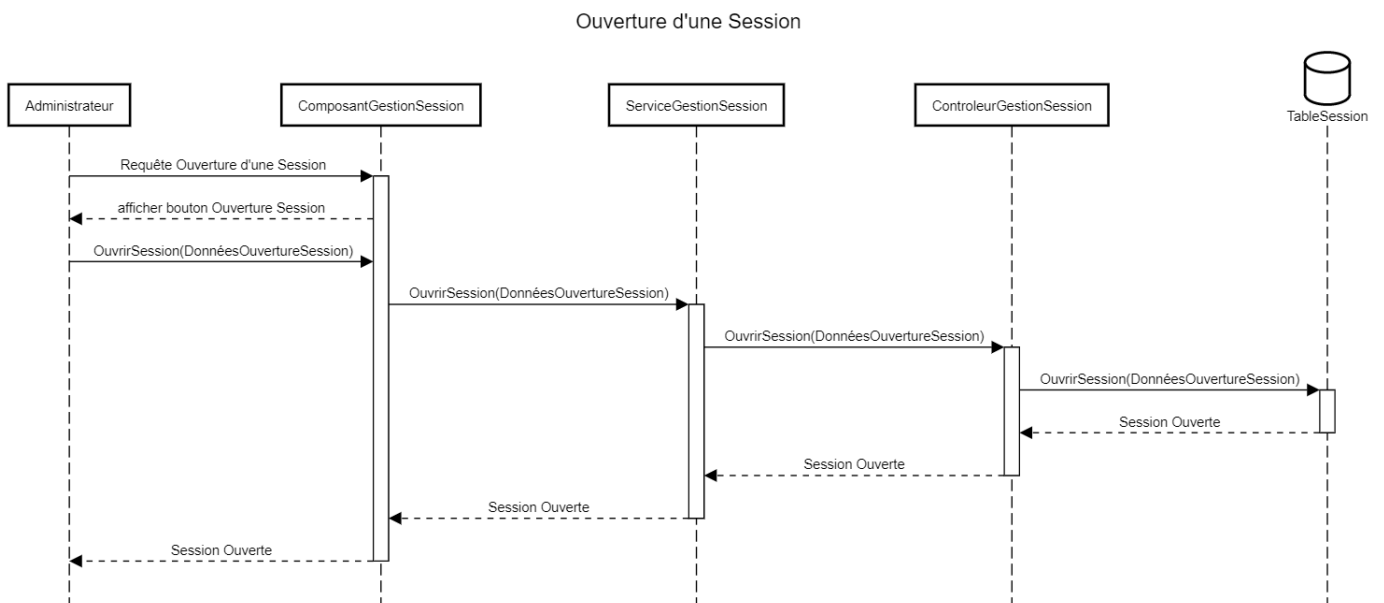 Ouverture d'une Session
Administrateur
ComposantGestionSession
ServiceGestionSession
ControleurGestionSession
TableSession
Requête Ouverture d'une Session
afficher bouton Ouverture Session
OuvrirSession(DonnéesOuvertureSession)
OuvrirSession(DonnéesOuvertureSession)
OuvrirSession(DonnéesOuvertureSession)
OuvrirSession(DonnéesOuvertureSession)
Session Ouverte
Session Ouverte
Session Ouverte
Session Ouverte